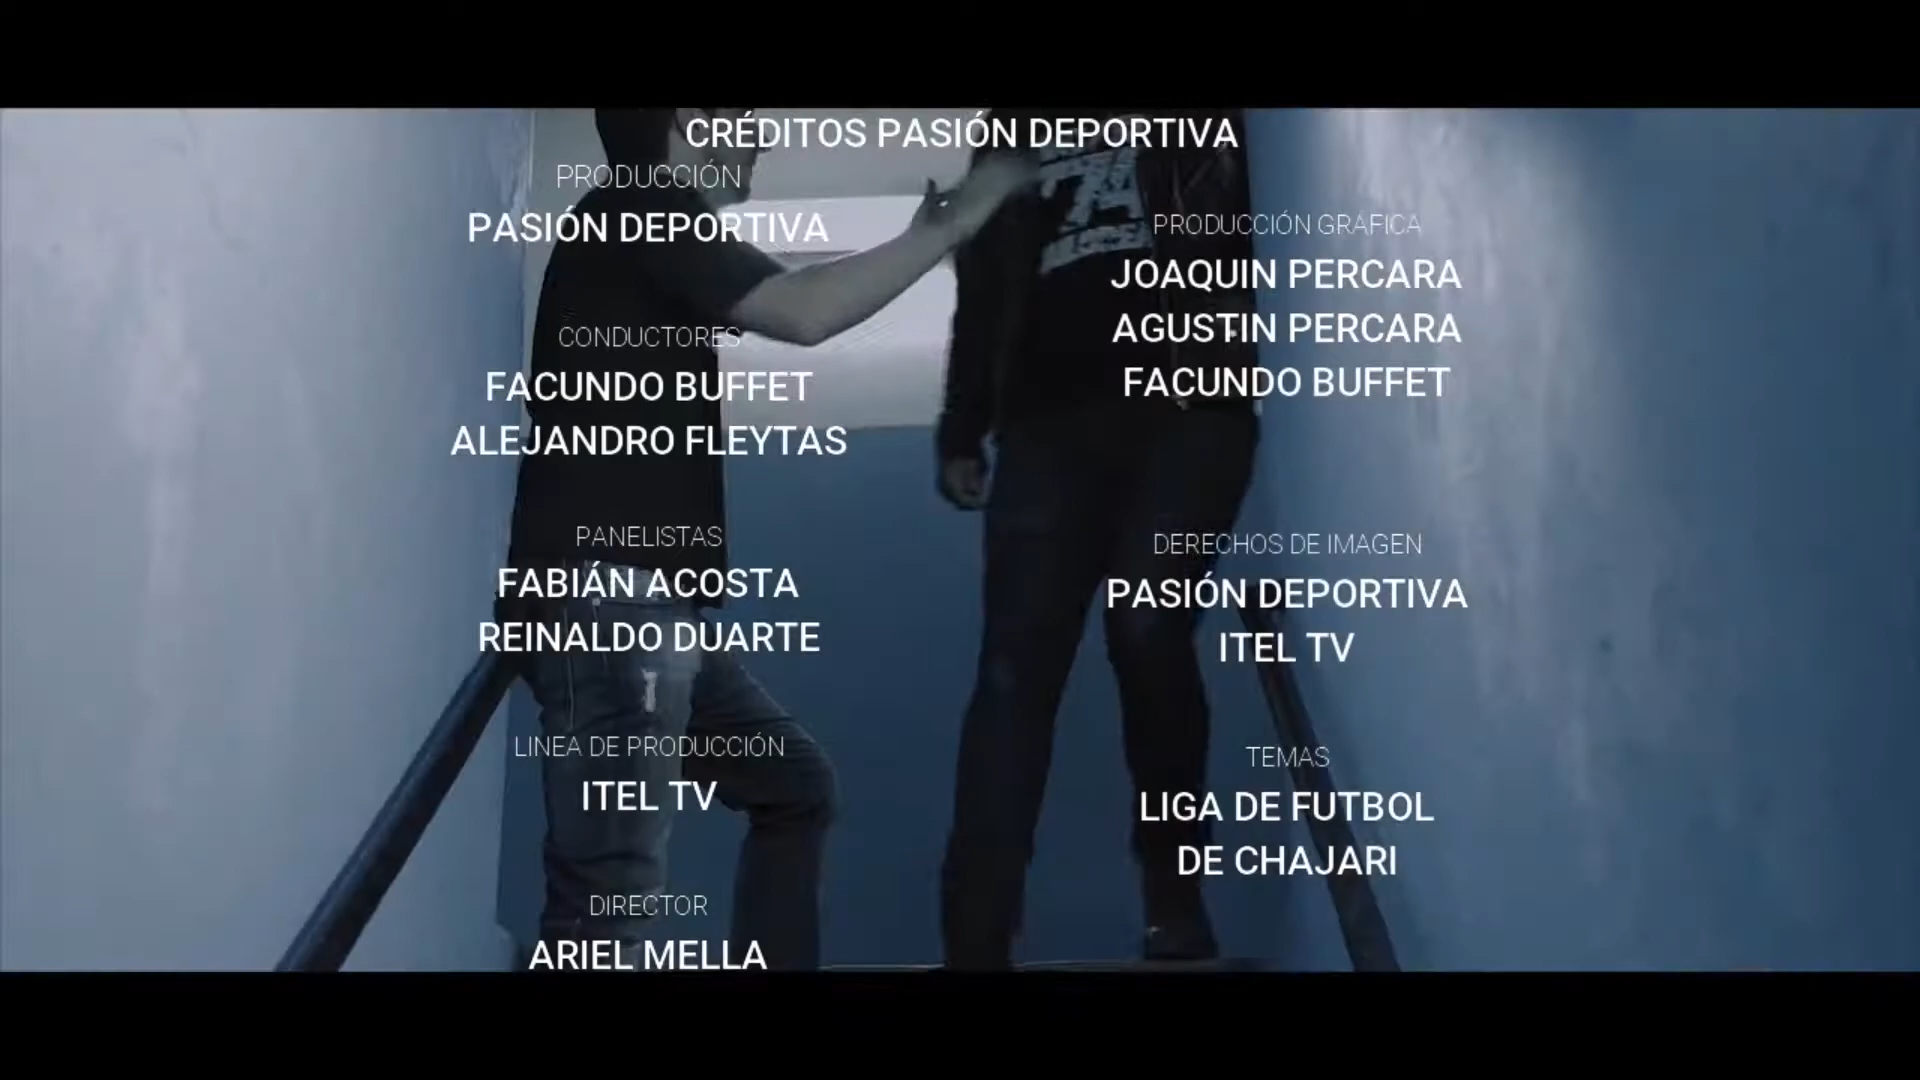 CRÉDITOS PASIÓN DEPORTIVA
PRODUCCIÓN
PASIÓN DEPORTIVA
CONDUCTORES
FACUNDO BUFFET
ALEJANDRO FLEYTAS
PANELISTAS
FABIÁN ACOSTA
REINALDO DUARTE
LINEA DE PRODUCCIÓN
ITEL TV
DIRECTOR
ARIEL MELLA
PRODUCCIÓN GRÁFICA
JOAQUIN PERCARA
AGUSTIN PERCARA
FACUNDO BUFFET
DERECHOS DE IMAGEN
PASIÓN DEPORTIVA
ITEL TV
TEMAS
LIGA DE FUTBOL
DE CHAJARI